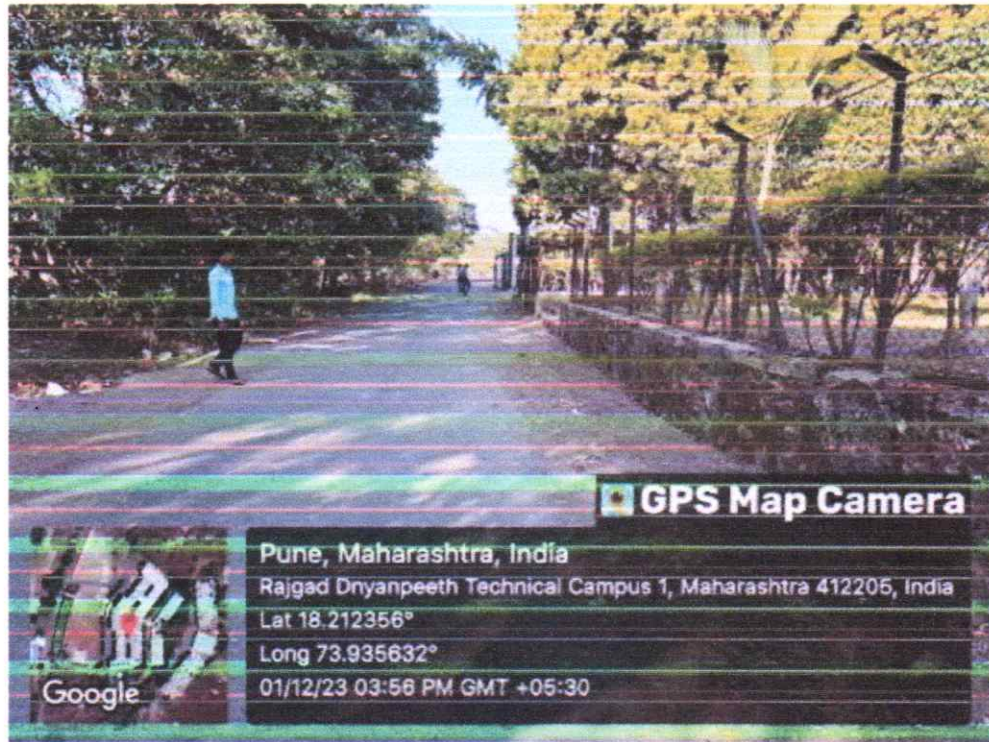 GPS Map Camera
Pune, Maharashtra, India
Rajgad Dnyanpeeth Technical Campus 1, Maharashtra 412205, India
Lat 18.212356°
Long 73.935632°
01/12/23 03:56 PM GMT +05:30
Google